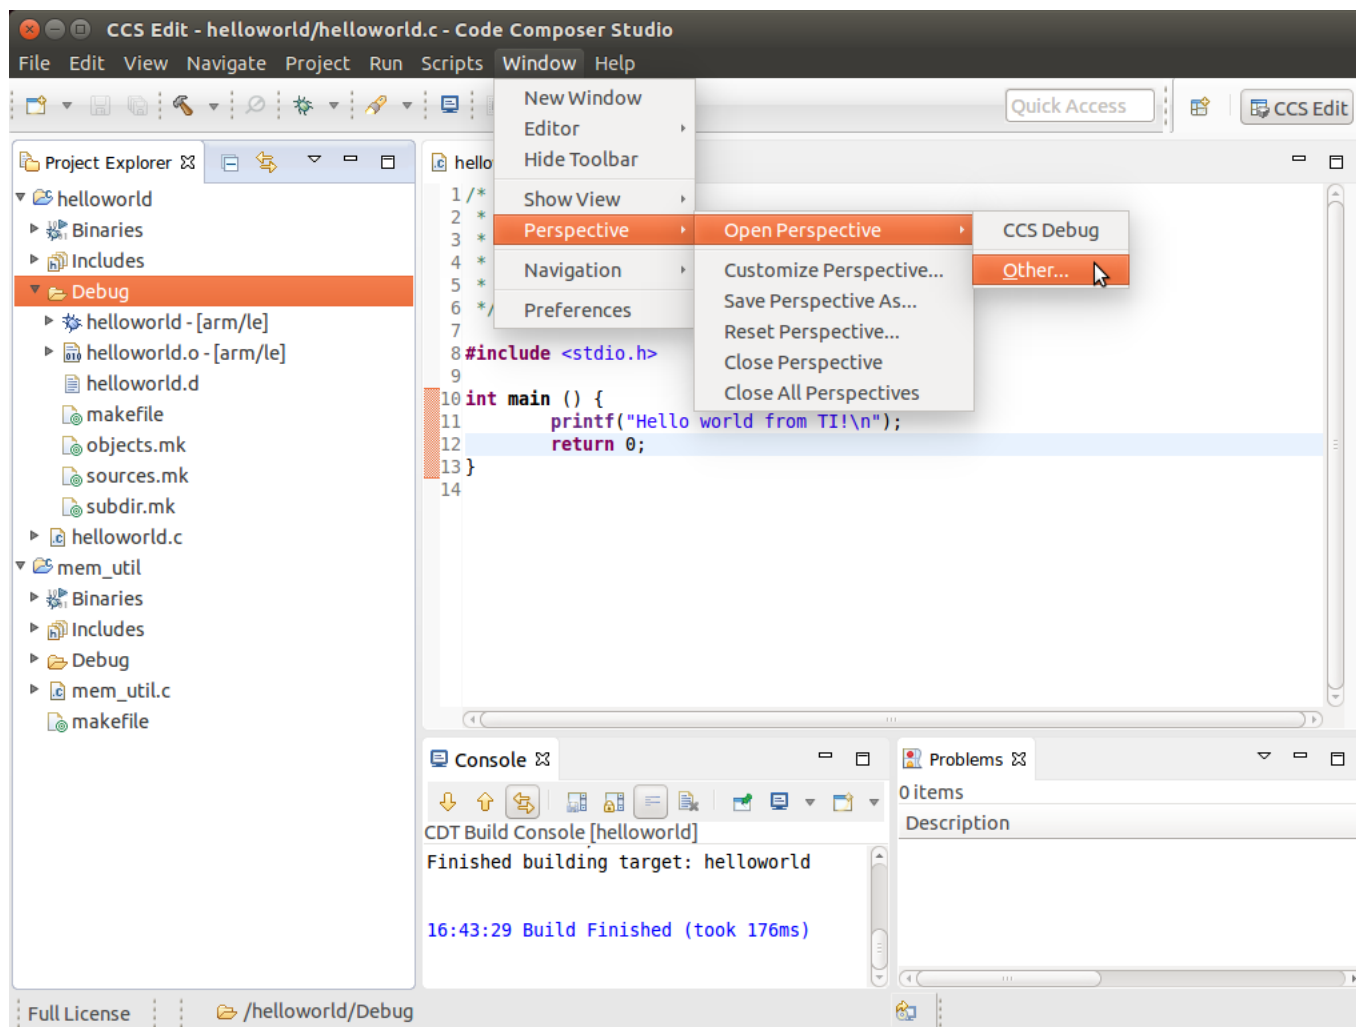 CCS Edit - helloworld/helloworld.c - Code Composer Studio
File Edit View Navigate Project Run Scripts Window Help
Quick Access
CCS Edit
New Window
Editor
Hide Toolbar
Show View
Perspective
Navigation
Preferences
Open Perspective
Customize Perspective...
Save Perspective As...
Reset Perspective...
Close Perspective
Close All Perspectives
CCS Debug
Other...
Project Explorer
helloworld
Binaries
Includes
Debug
helloworld - [arm/le]
helloworld.o - [arm/le]
helloworld.d
makefile
objects.mk
sources.mk
subdir.mk
helloworld.c
mem_util
Binaries
Includes
Debug
mem_util.c
makefile
hello
1 /*
2 *
3 *
4 *
5 *
6 */
7
8 #include <stdio.h>
9
10 int main () {
11 printf("Hello world from TI!\n");
12 return 0;
13 }
14
Console
CDT Build Console [helloworld]
Finished building target: helloworld
16:43:29 Build Finished (took 176ms)
Problems
0 items
Description
Full License
/helloworld/Debug